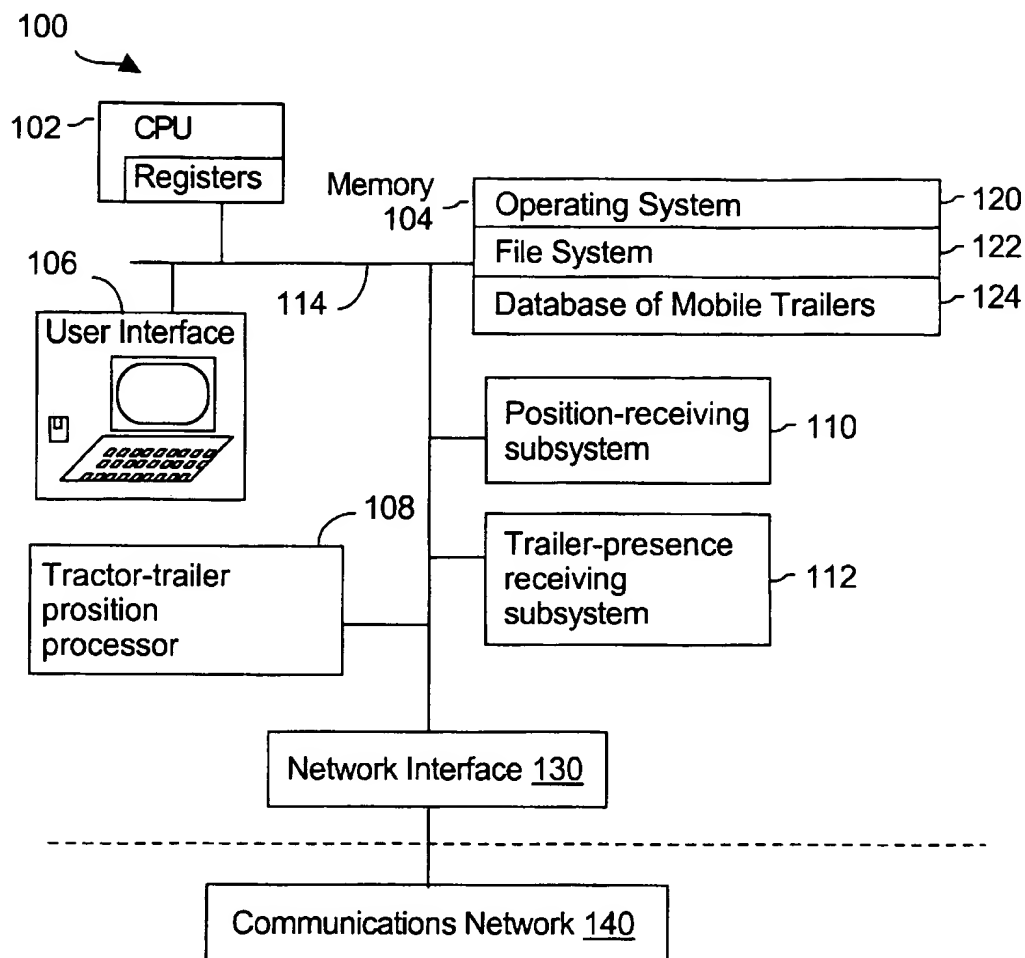 100
102
CPU
Registers
Memory
104
Operating System
120
File System
122
Database of Mobile Trailers
124
106
114
User Interface
Position-receiving
subsystem
110
108
Tractor-trailer
prosition
processor
Trailer-presence
receiving
subsystem
112
Network Interface 130
Communications Network 140